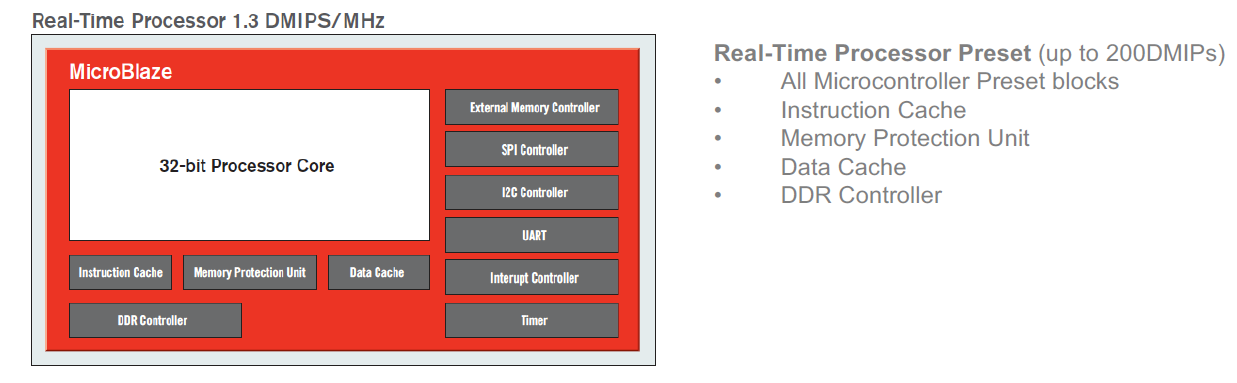 Real-Time Processor 1.3 DMIPS/MHz
MicroBlaze
32-bit Processor Core
External Memory Controller
SPI Controller
I2C Controller
UART
Interupt Controller
Timer
Instruction Cache
Memory Protection Unit
Data Cache
DDR Controller
Real-Time Processor Preset (up to 200DMIPs)
• All Microcontroller Preset blocks
• Instruction Cache
• Memory Protection Unit
• Data Cache
• DDR Controller